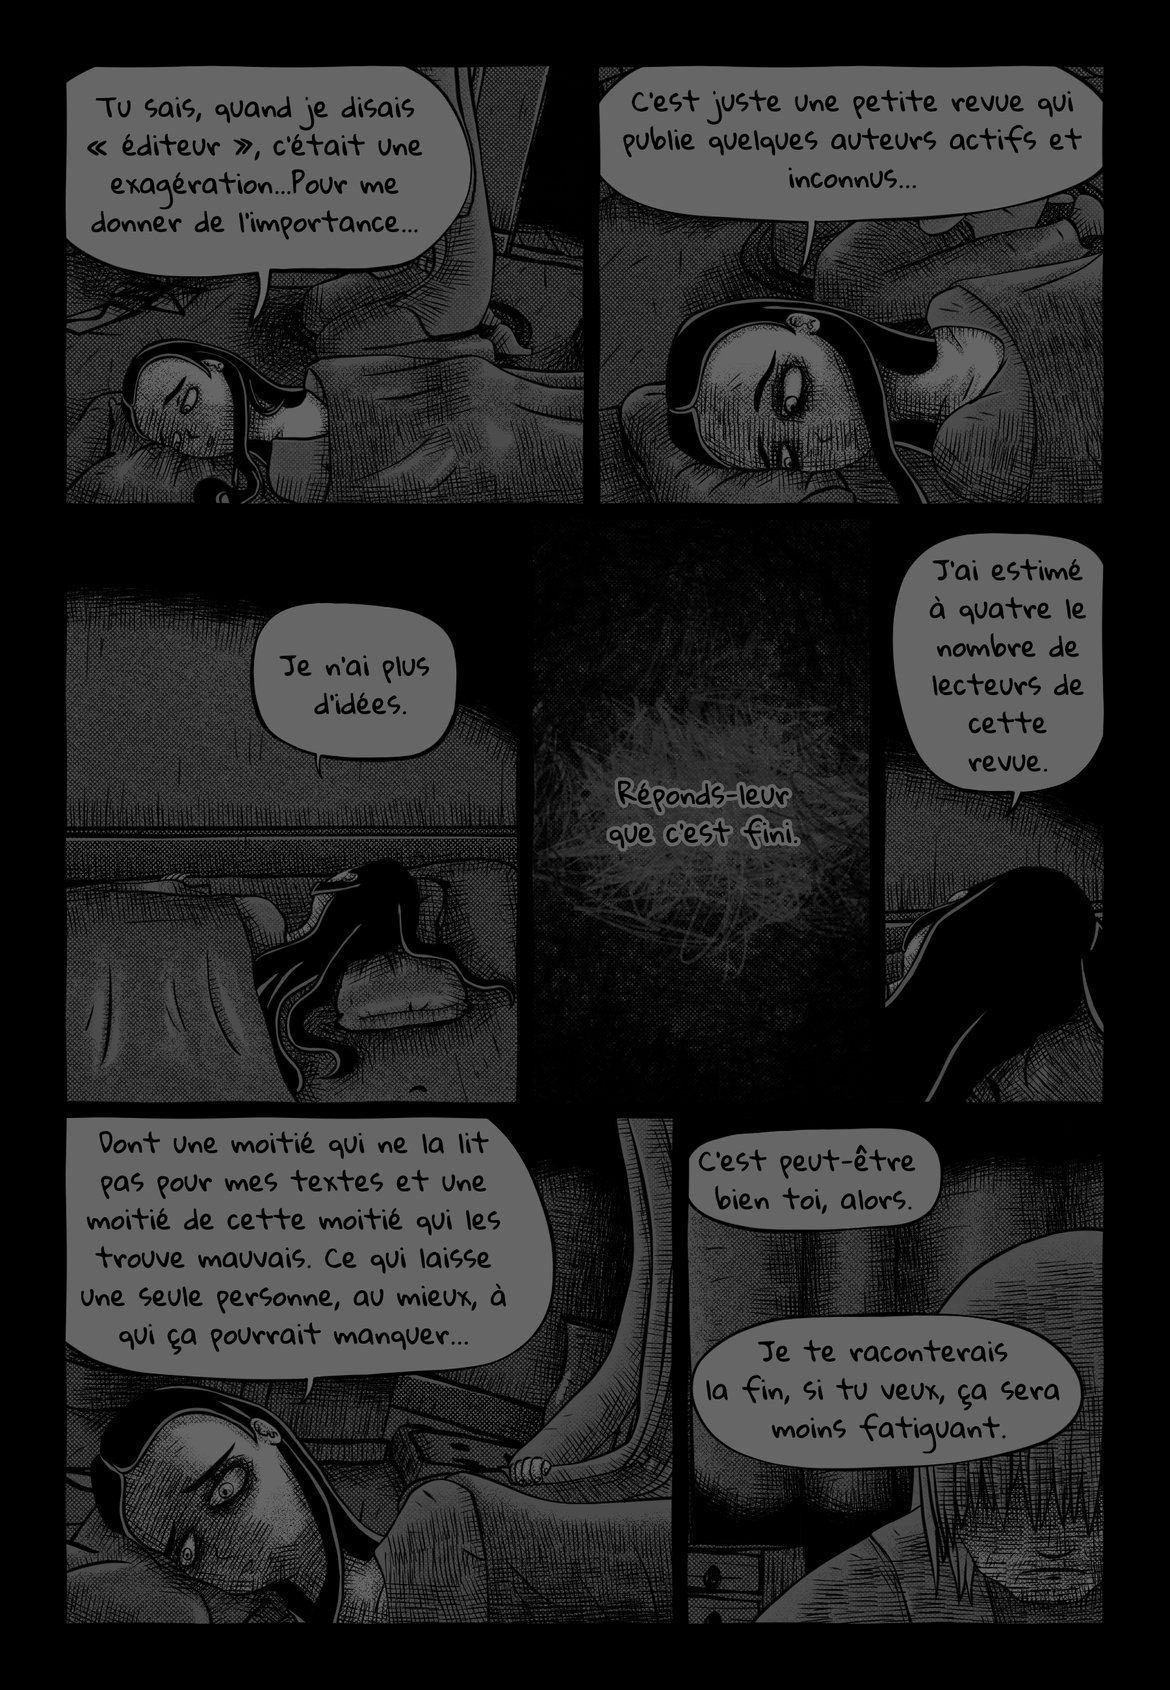 Tu sais, quand je disais
« éditeur », c'était une
exagération...Pour me
donner de l'importance...
C'est juste une petite revue qui
publie quelques auteurs actifs et
inconnus...
Je n'ai plus
d'idées.
Réponds-leur
que c'est fini.
J'ai estimé
à quatre le
nombre de
lecteurs de
cette
revue.
Dont une moitié qui ne la lit
pas pour mes textes et une
moitié de cette moitié qui les
trouve mauvais. Ce qui laisse
une seule personne, au mieux, à
qui ça pourrait manquer...
C'est peut-être
bien toi, alors.
Je te raconterais
la fin, si tu veux, ça sera
moins fatiguant.